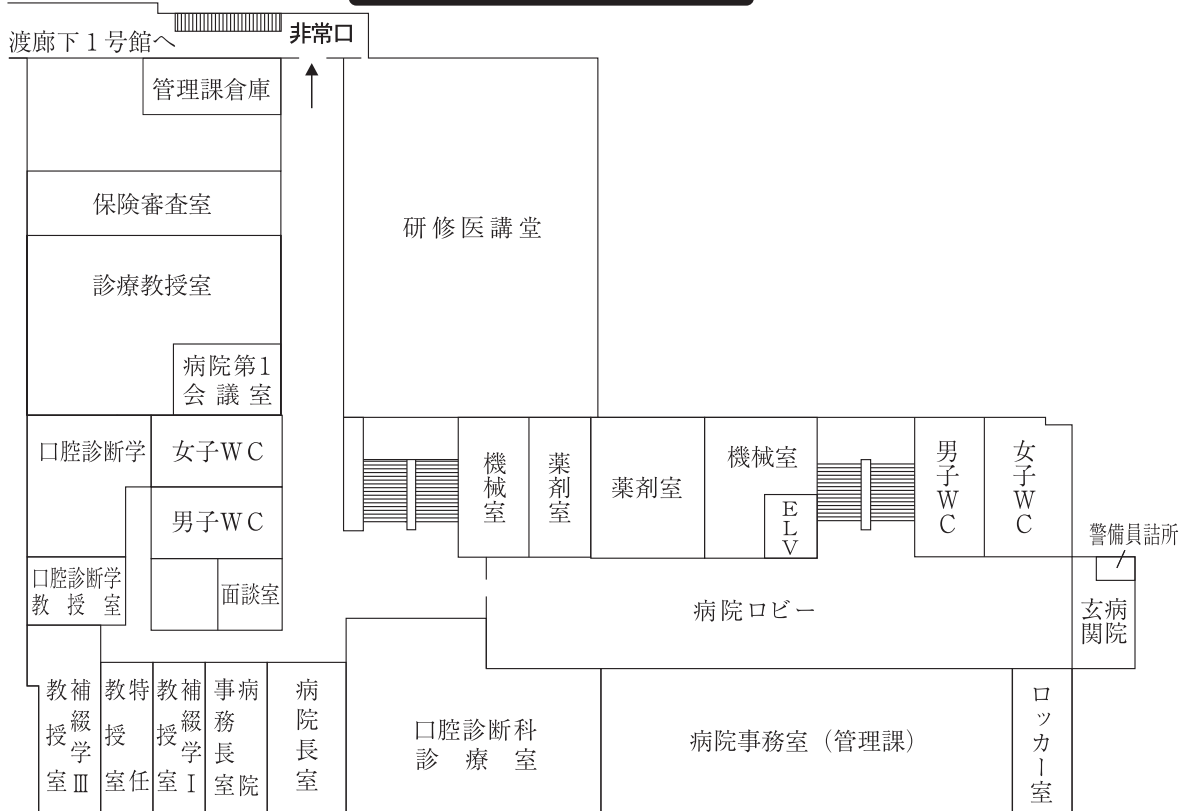 渡廊下１号館へ
非常口
管理課倉庫
保険審査室
研修医講堂
診療教授室
病院第1
会議室
口腔診断学
女子ＷＣ
男子ＷＣ
口腔診断学
教授室
面談室
機械室
薬剤室
薬剤室
機械室
ＥＬＶ
男子ＷＣ
女子ＷＣ
警備員詰所
病院ロビー
病院
玄関
補綴学Ⅲ
教授室
特任
教授室
補綴学Ⅰ
教授室
病院
事務長室
病院長室
口腔診断科
診療室
病院事務室（管理課）
ロッカー室